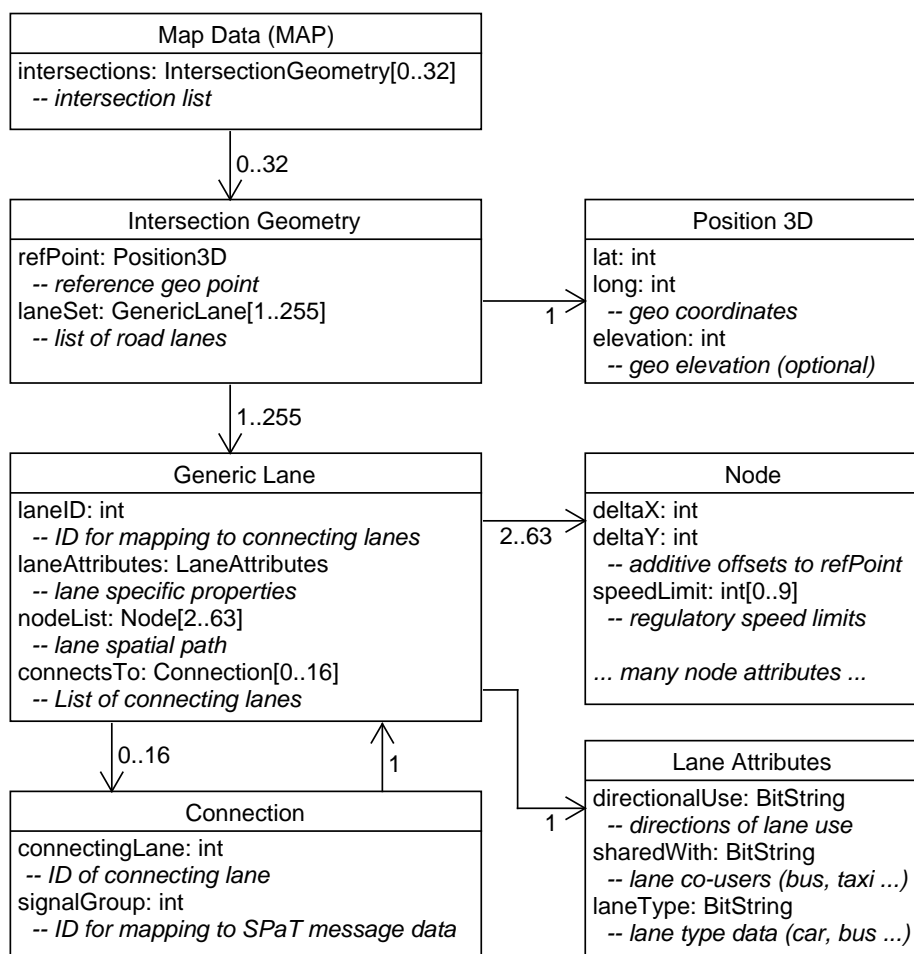 Map Data (MAP)
intersections: IntersectionGeometry[0..32]
-- intersection list
0..32
Intersection Geometry
refPoint: Position3D
-- reference geo point
laneSet: GenericLane[1..255]
-- list of road lanes
1
Position 3D
lat: int
long: int
-- geo coordinates
elevation: int
-- geo elevation (optional)
1..255
Generic Lane
laneID: int
-- ID for mapping to connecting lanes
laneAttributes: LaneAttributes
-- lane specific properties
nodeList: Node[2..63]
-- lane spatial path
connectsTo: Connection[0..16]
-- List of connecting lanes
2..63
Node
deltaX: int
deltaY: int
-- additive offsets to refPoint
speedLimit: int[0..9]
-- regulatory speed limits
... many node attributes ...
0..16
1
Connection
connectingLane: int
-- ID of connecting lane
signalGroup: int
-- ID for mapping to SPaT message data
1
Lane Attributes
directionalUse: BitString
-- directions of lane use
sharedWith: BitString
-- lane co-users (bus, taxi ...)
laneType: BitString
-- lane type data (car, bus ...)